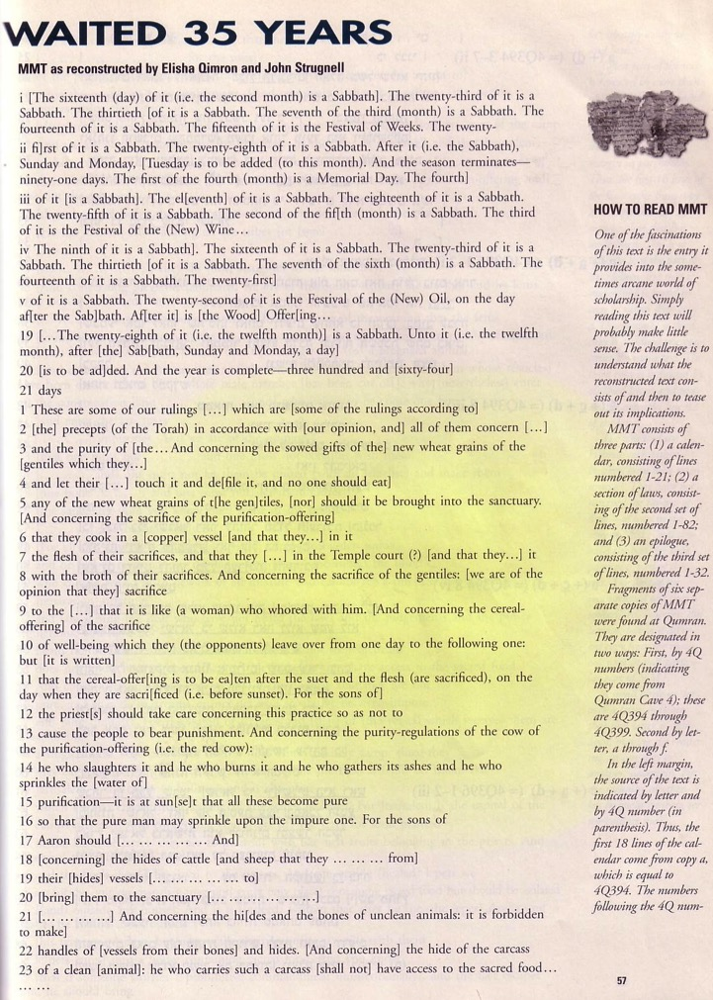 WAITED 35 YEARS
MMT as reconstructed by Elisha Qimron and John Strugnell
i [The sixteenth (day) of it (i.e. the second month) is a Sabbath]. The twenty-third of it is a
Sabbath. The thirtieth [of it is a Sabbath. The seventh of the third (month) is a Sabbath. The
fourteenth of it is a Sabbath. The fifteenth of it is the Festival of Weeks. The twenty-
ii fi]rst of it is a Sabbath. The twenty-eighth of it is a Sabbath. After it (i.e. the Sabbath),
Sunday and Monday, [Tuesday is to be added (to this month). And the season terminates—
ninety-one days. The first of the fourth (month) is a Memorial Day. The fourth]
iii of it [is a Sabbath]. The el[eventh] of it is a Sabbath. The eighteenth of it is a Sabbath.
The twenty-fifth of it is a Sabbath. The second of the fif[th (month) is a Sabbath. The third
of it is the Festival of the (New) Wine...
iv The ninth of it is a Sabbath]. The sixteenth of it is a Sabbath. The twenty-third of it is a
Sabbath. The thirtieth [of it is a Sabbath. The seventh of the sixth (month) is a Sabbath. The
fourteenth of it is a Sabbath. The twenty-first]
v of it is a Sabbath. The twenty-second of it is the Festival of the (New) Oil, on the day
af[ter the Sab]bath. Af[ter it] is [the Wood] Offer[ing...
19 [...The twenty-eighth of it (i.e. the twelfth month)] is a Sabbath. Unto it (i.e. the twelfth
month), after [the] Sab[bath, Sunday and Monday, a day]
20 [is to be ad]ded. And the year is complete—three hundred and [sixty-four]
21 days
1 These are some of our rulings [...] which are [some of the rulings according to]
2 [the] precepts (of the Torah) in accordance with [our opinion, and] all of them concern [...]
3 and the purity of [the...And concerning the sowed gifts of the] new wheat grains of the
[gentiles which they...]
4 and let their [...] touch it and de[file it, and no one should eat]
5 any of the new wheat grains of t[he gen]tiles, [nor] should it be brought into the sanctuary.
[And concerning the sacrifice of the purification-offering]
6 that they cook in a [copper] vessel [and that they...] in it
7 the flesh of their sacrifices, and that they [...] in the Temple court (?) [and that they...] it
8 with the broth of their sacrifices. And concerning the sacrifice of the gentiles: [we are of the
opinion that they] sacrifice
9 to the [...] that it is like (a woman) who whored with him. [And concerning the cereal-
offering] of the sacrifice
10 of well-being which they (the opponents) leave over from one day to the following one:
but [it is written]
11 that the cereal-offer[ing is to be ea]ten after the suet and the flesh (are sacrificed), on the
day when they are sacri[ficed (i.e. before sunset). For the sons of]
12 the priest[s] should take care concerning this practice so as not to
13 cause the people to bear punishment. And concerning the purity-regulations of the cow of
the purification-offering (i.e. the red cow):
14 he who slaughters it and he who burns it and he who gathers its ashes and he who
sprinkles the [water of]
15 purification—it is at sun[se]t that all these become pure
16 so that the pure man may sprinkle upon the impure one. For the sons of
17 Aaron should [... ... ... ... ... And]
18 [concerning] the hides of cattle [and sheep that they ... ... ... from]
19 their [hides] vessels [... ... ... ... ... to]
20 [bring] them to the sanctuary [... ... ... ... ... ...]
21 [... ... ... ...] And concerning the hi[des and the bones of unclean animals: it is forbidden
to make]
22 handles of [vessels from their bones] and hides. [And concerning] the hide of the carcass
23 of a clean [animal]: he who carries such a carcass [shall not] have access to the sacred food...
... ...
HOW TO READ MMT
One of the fascinations
of this text is the entry it
provides into the some-
times arcane world of
scholarship. Simply
reading this text will
probably make little
sense. The challenge is to
understand what the
reconstructed text con-
sists of and then to tease
out its implications.
MMT consists of
three parts: (1) a calen-
dar, consisting of lines
numbered 1-21; (2) a
section of laws, consist-
ing of the second set of
lines, numbered 1-82;
and (3) an epilogue,
consisting of the third set
of lines, numbered 1-32.
Fragments of six sep-
arate copies of MMT
were found at Qumran.
They are designated in
two ways: First, by 4Q
numbers (indicating
they come from
Qumran Cave 4); these
are 4Q394 through
4Q399. Second by let-
ter, a through f.
In the left margin,
the source of the text is
indicated by letter and
by 4Q number (in
parenthesis). Thus, the
first 18 lines of the cal-
endar come from copy a,
which is equal to
4Q394. The numbers
following the 4Q num-
57